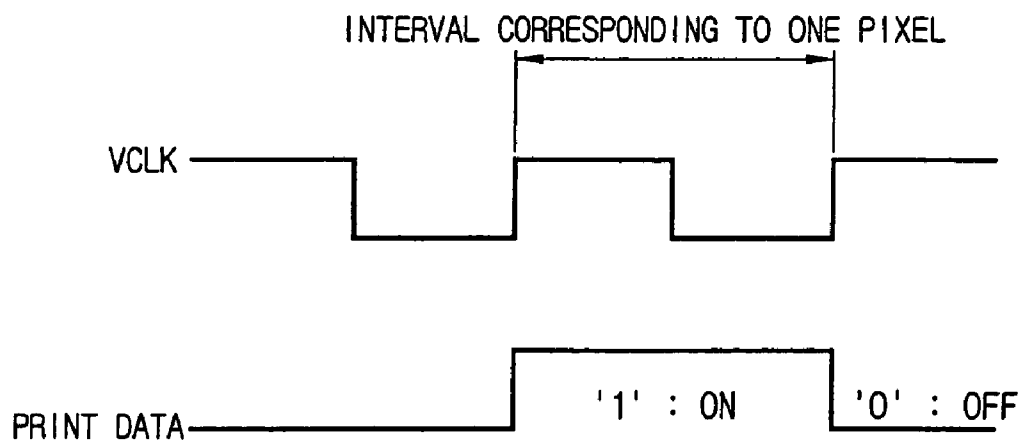 INTERVAL CORRESPONDING TO ONE PIXEL
VCLK
'1' : ON
'0' : OFF
PRINT DATA